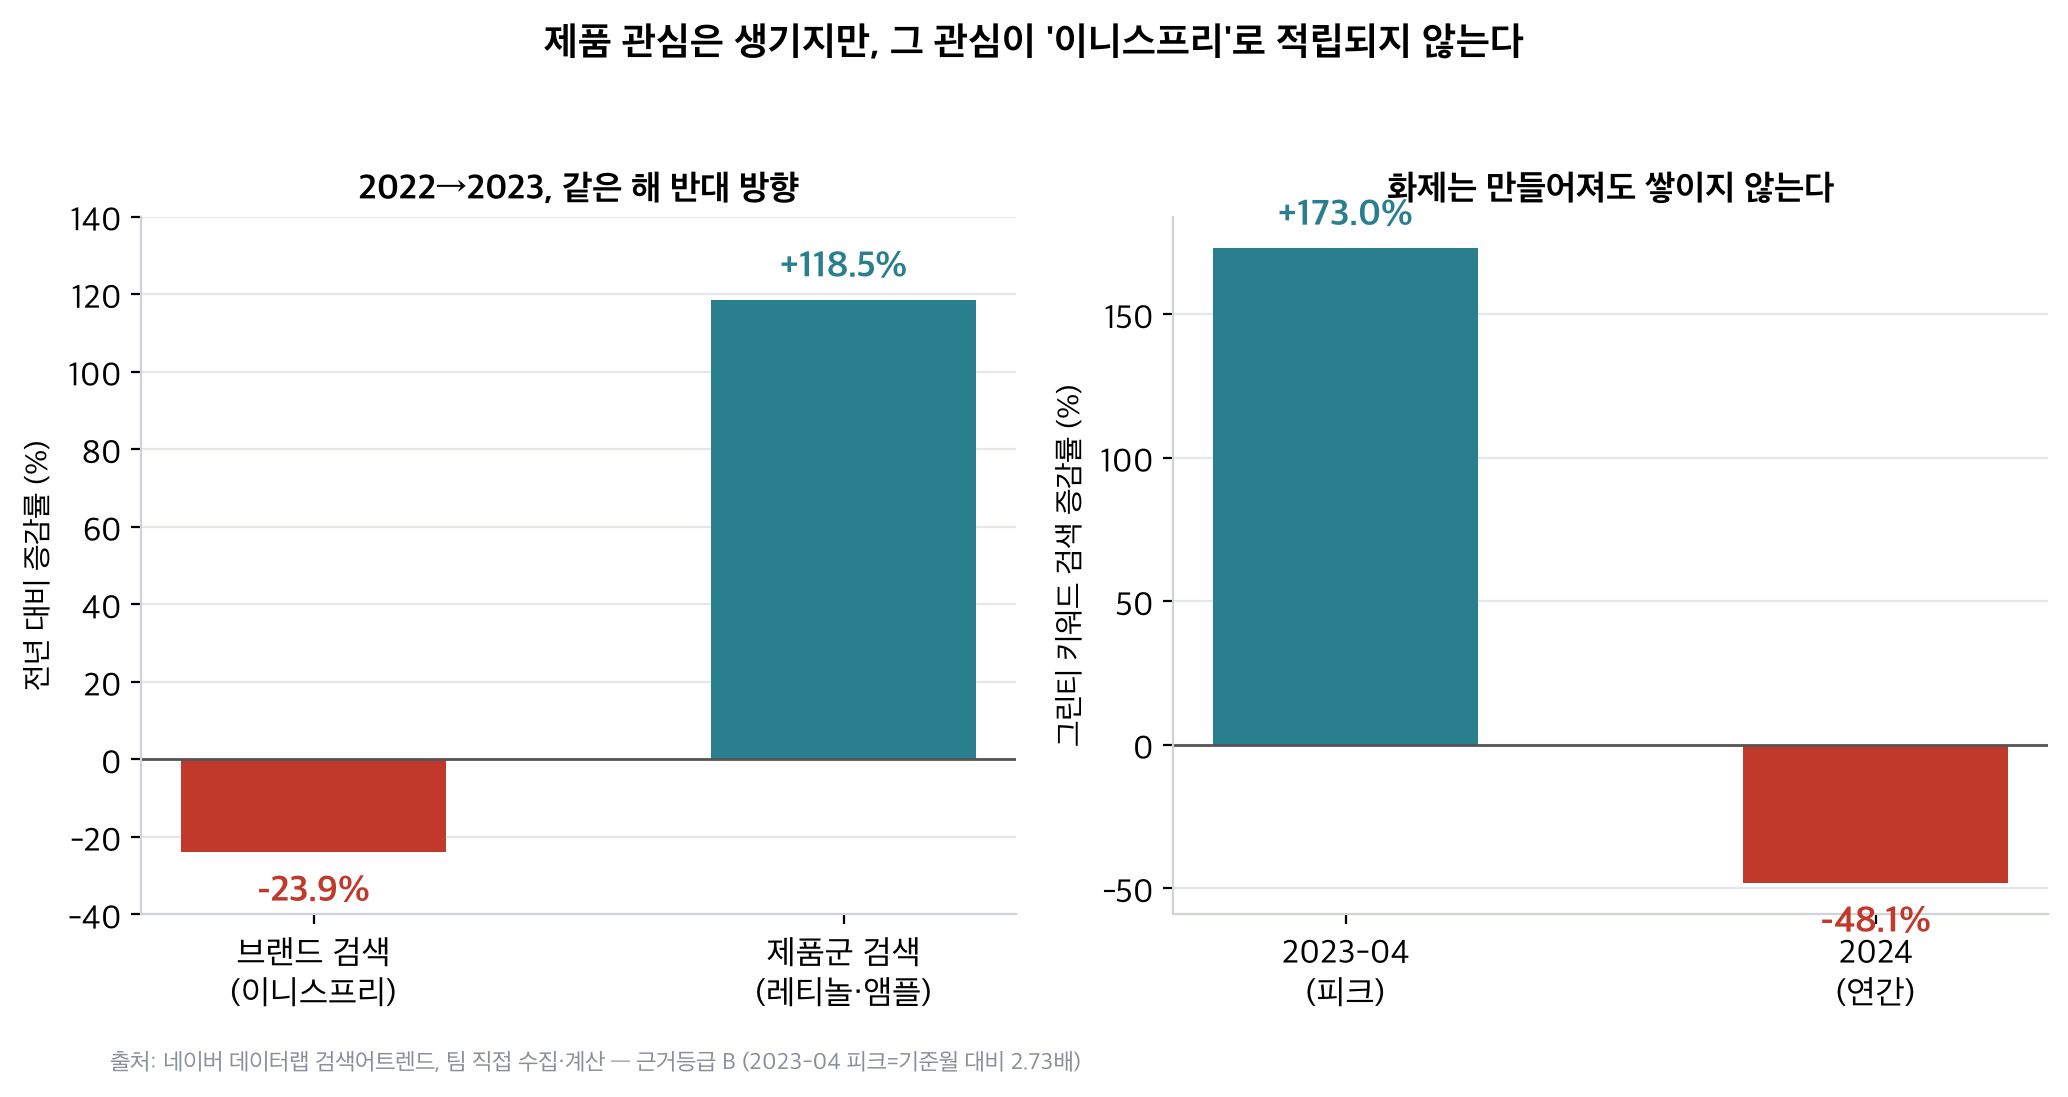 제품 관심은 생기지만, 그 관심이 '이니스프리'로 적립되지 않는다
2022→2023, 같은 해 반대 방향
전년 대비 증감률 (%)
140
120
100
80
60
40
20
0
-20
-40
+118.5%
-23.9%
브랜드 검색
(이니스프리)
제품군 검색
(레티놀·앰플)
화제는 만들어져도 쌓이지 않는다
그린티 키워드 검색 증감률 (%)
150
100
50
0
-50
+173.0%
-48.1%
2023-04
(피크)
2024
(연간)
출처: 네이버 데이터랩 검색어트렌드, 팀 직접 수집·계산 — 근거등급 B (2023-04 피크=기준월 대비 2.73배)